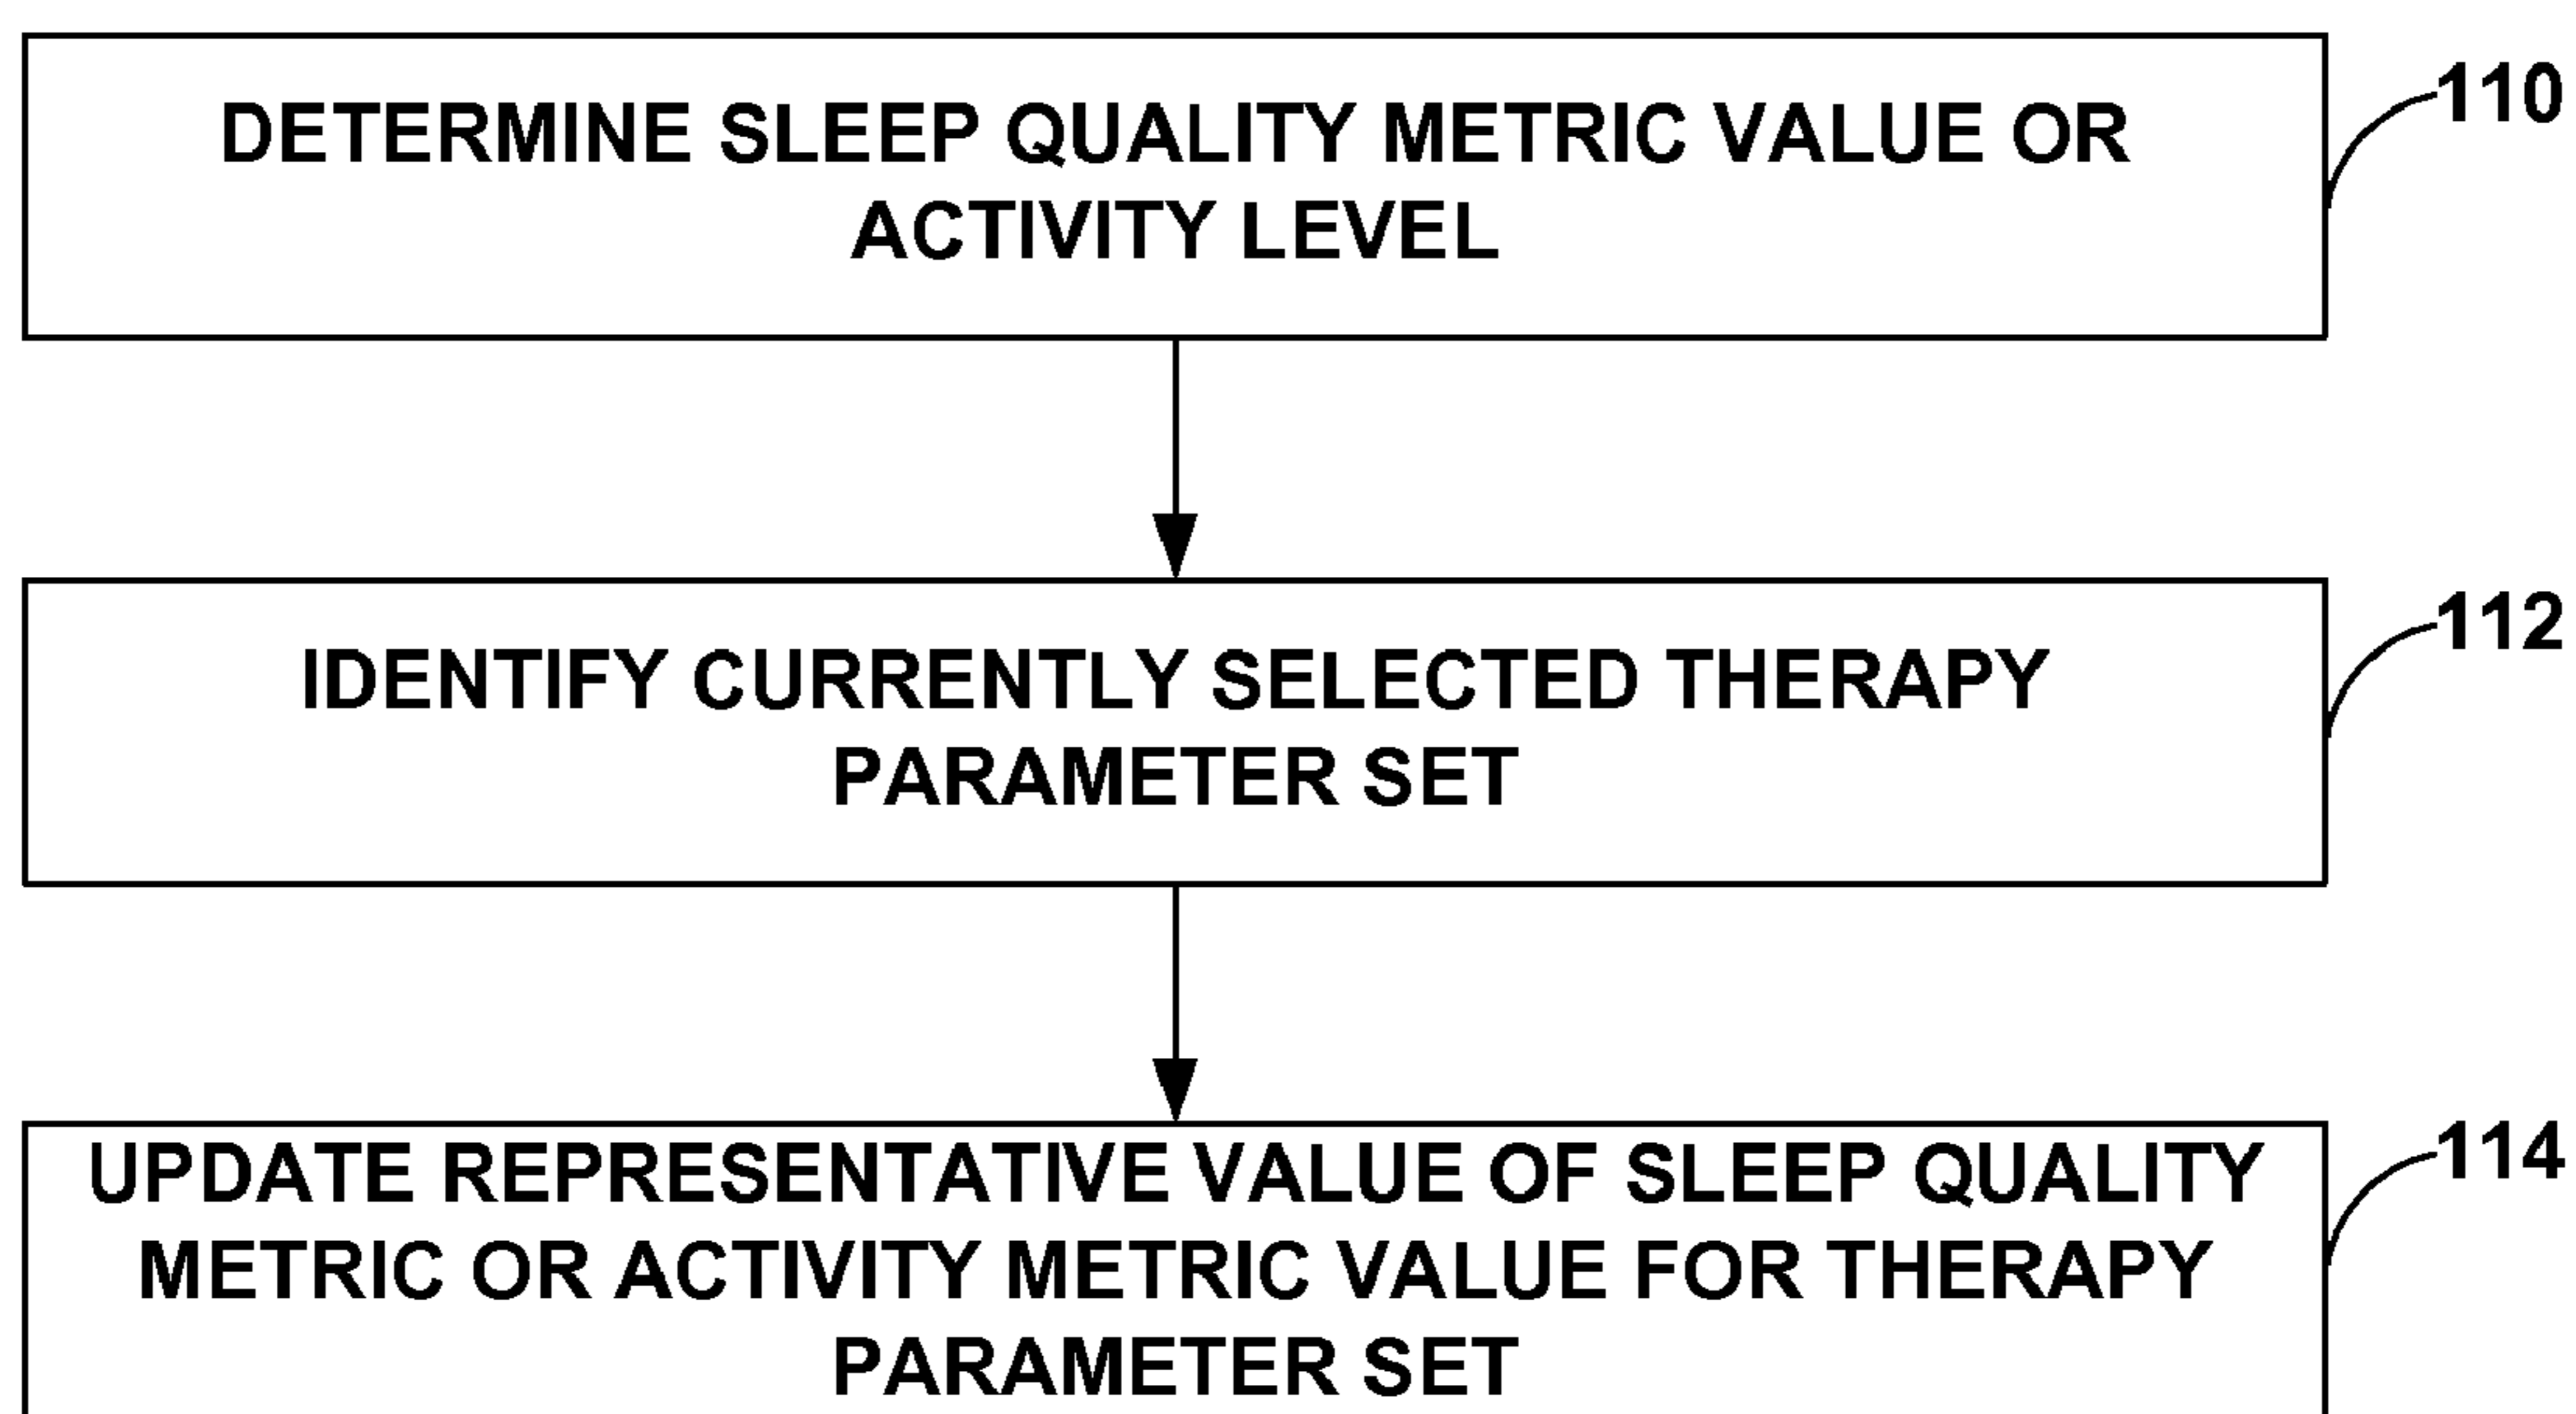 DETERMINE SLEEP QUALITY METRIC VALUE OR
ACTIVITY LEVEL
110
IDENTIFY CURRENTLY SELECTED THERAPY
PARAMETER SET
112
UPDATE REPRESENTATIVE VALUE OF SLEEP QUALITY
METRIC OR ACTIVITY METRIC VALUE FOR THERAPY
PARAMETER SET
114